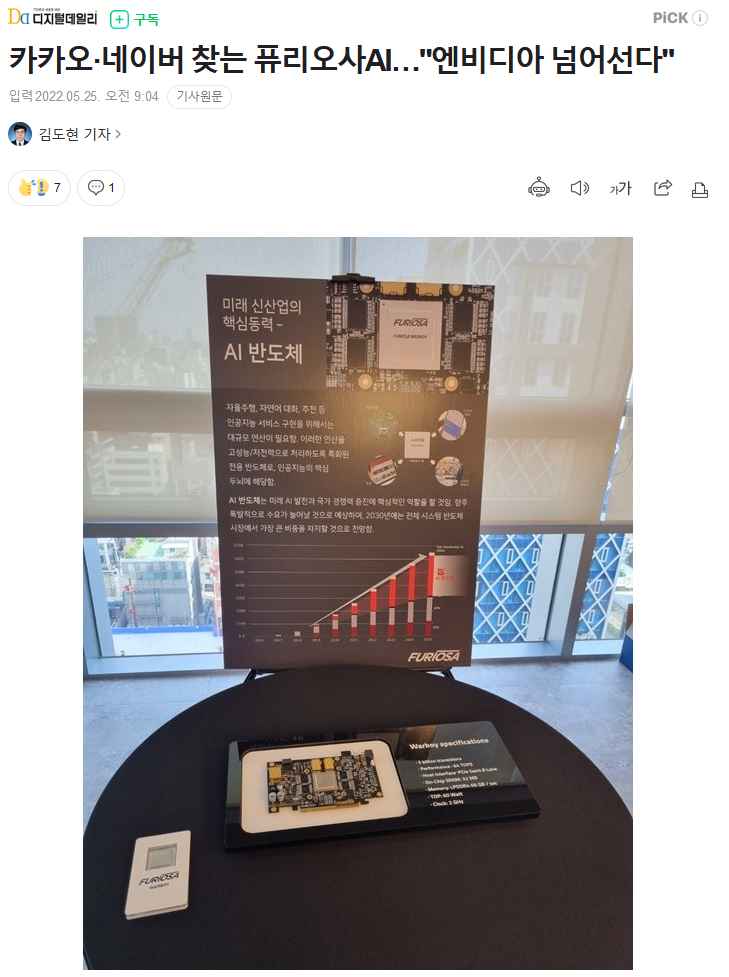 디지털데일리
구독
PiCK
카카오·네이버 찾는 퓨리오사AI…"엔비디아 넘어선다"
입력 2022.05.25. 오전 9:04
기사원문
김도현 기자
7
1
가가
미래 신산업의
핵심동력 –
AI 반도체
FURIOSA
FURIOSA WARBOY
자율주행, 자연어 대화, 추천 등
인공지능 서비스 구현을 위해서는
대규모 연산이 필요함. 이러한 연산을
고성능/저전력으로 처리하도록 특화된
전용 반도체로, 인공지능의 핵심
두뇌에 해당함.
AI 반도체는 미래 AI 발전과 국가 경쟁력 증진에 핵심적인 역할을 할 것임. 향후
폭발적으로 수요가 늘어날 것으로 예상하며, 2030년에는 전체 시스템 반도체
시장에서 가장 큰 비중을 차지할 것으로 전망함.
FURIOSA
Warboy specifications
· 5 billion transistors
· Performance : 64 TOPS
· Host Interface: PCIe Gen4 8 Lane
· On-Chip SRAM: 32 MB
· Memory: LPDDR4 66 GB / sec
· TDP: 60 Watt
· Clock: 2 GHz
FURIOSA
WARBOY